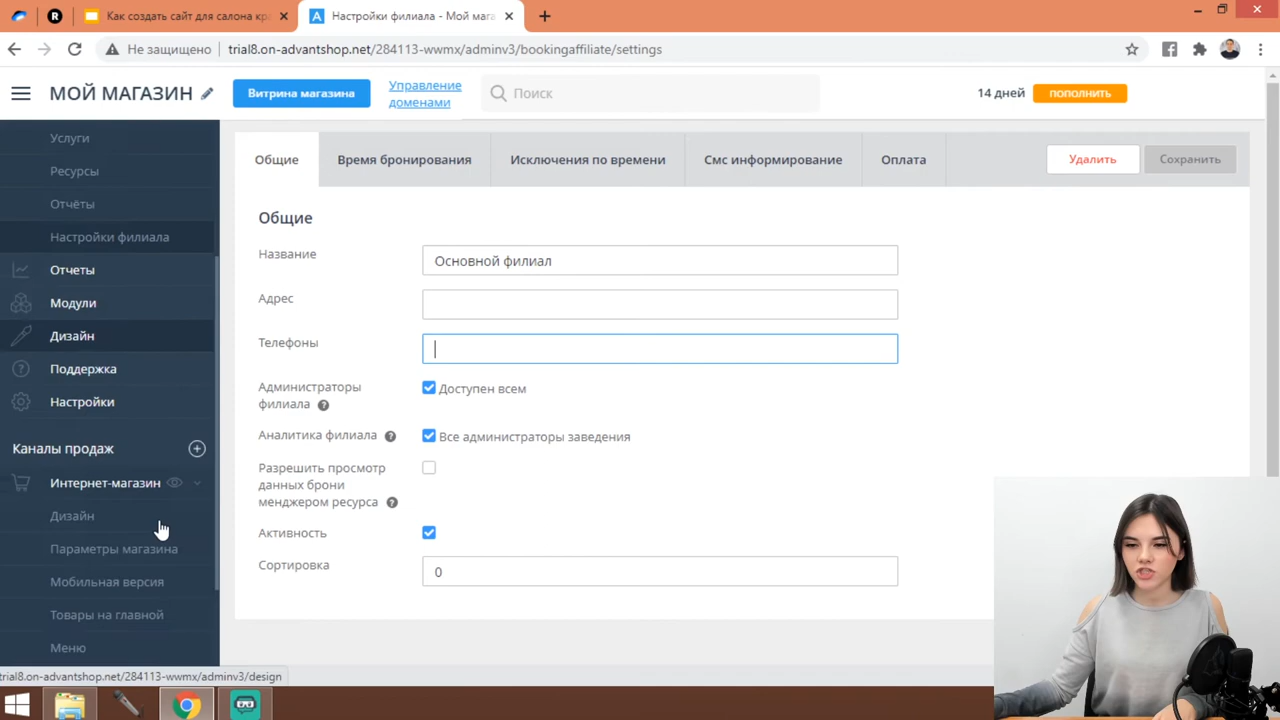 Как создать сайт для салона кр
Настройки филиала - Мой мага
Не защищено
trial8.on-advantshop.net/284113-wwmx/adminv3/bookingaffiliate/settings
МОЙ МАГАЗИН
Витрина магазина
Управление
доменами
Поиск
14 дней
ПОПОЛНИТЬ
Услуги
Ресурсы
Отчёты
Настройки филиала
Отчеты
Модули
Дизайн
Поддержка
Настройки
Каналы продаж
Интернет-магазин
Дизайн
Параметры магазина
Мобильная версия
Товары на главной
Меню
Общие
Время бронирования
Исключения по времени
Смс информирование
Оплата
Удалить
Сохранить
Общие
Название
Основной филиал
Адрес
Телефоны
Администраторы
филиала
Доступен всем
Аналитика филиала
Все администраторы заведения
Разрешить просмотр
данных брони
менеджером ресурса
Активность
Сортировка
0
trial8.on-advantshop.net/284113-wwmx/adminv3/design